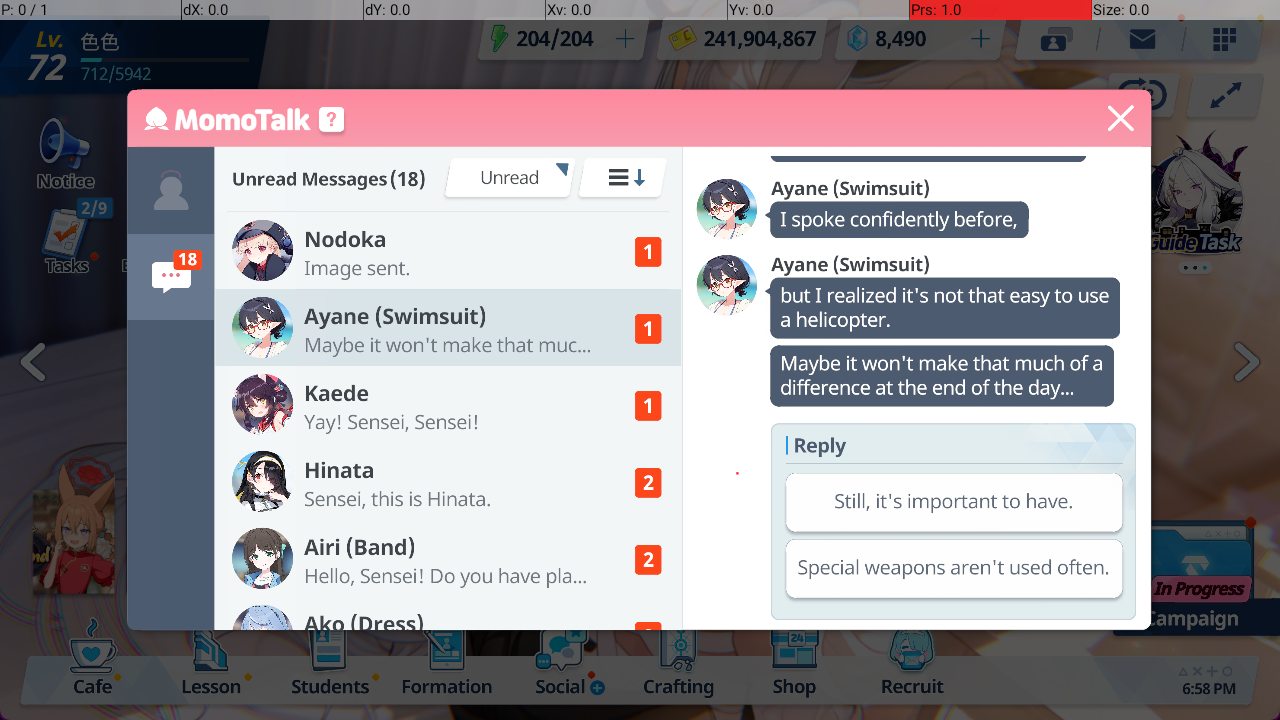 P: 0 / 1 dX: 0.0 dY: 0.0 Xv: 0.0 Yv: 0.0 Prs: 1.0 Size: 0.0
Lv. 72 色色
712/5942
204/204 241,904,867 8,490
MomoTalk ?
Notice
2/9
Tasks
Unread Messages (18) Unread
18
Nodoka
Image sent.
1
Ayane (Swimsuit)
Maybe it won't make that muc...
1
Kaede
Yay! Sensei, Sensei!
1
Hinata
Sensei, this is Hinata.
2
Airi (Band)
Hello, Sensei! Do you have pla...
2
Ako (Dress)
Ayane (Swimsuit)
I spoke confidently before,
Ayane (Swimsuit)
but I realized it's not that easy to use
a helicopter.
Maybe it won't make that much of a
difference at the end of the day...
Reply
Still, it's important to have.
Special weapons aren't used often.
Guide Task
In Progress
Campaign
Cafe Lesson Students Formation Social Crafting Shop Recruit
24
6:58 PM